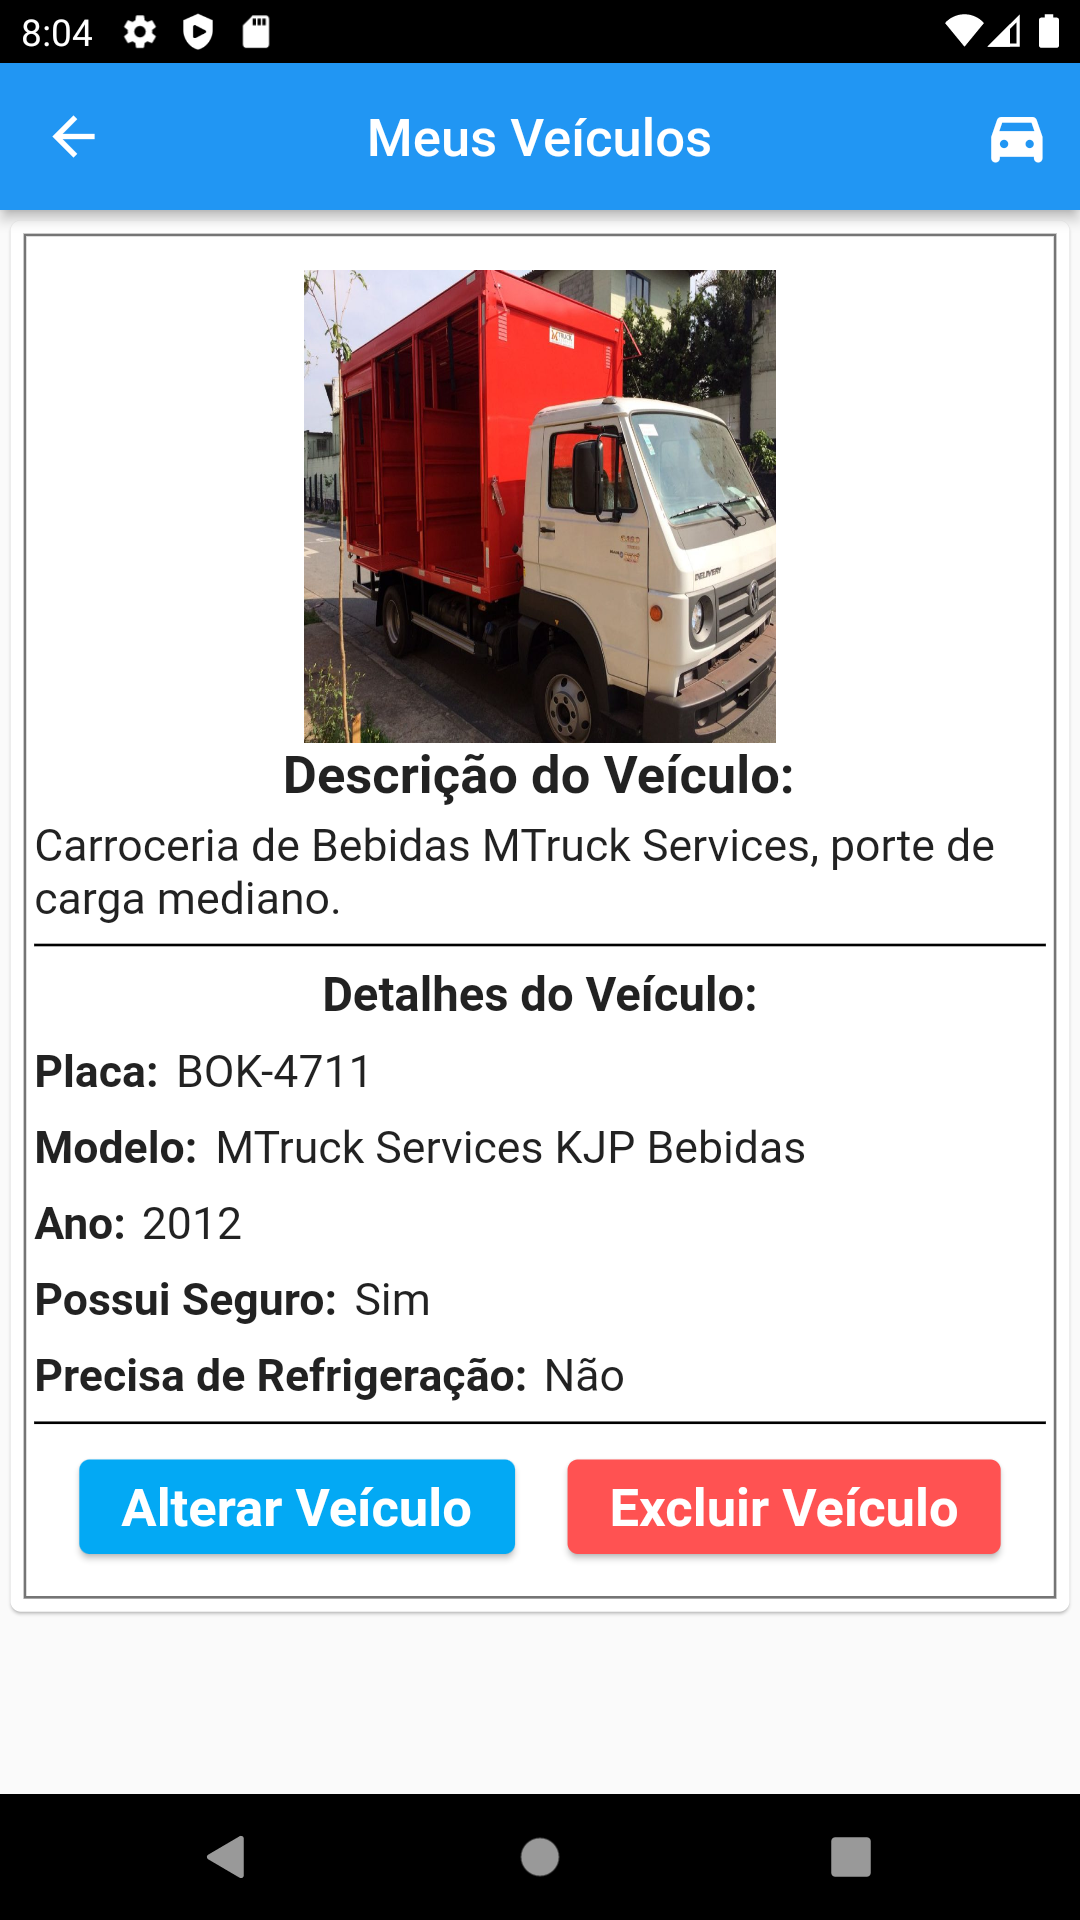 8:04
Meus Veículos
DELIVERY
Descrição do Veículo:
Carroceria de Bebidas MTruck Services, porte de
carga mediano.
Detalhes do Veículo:
Placa: BOK-4711
Modelo: MTruck Services KJP Bebidas
Ano: 2012
Possui Seguro: Sim
Precisa de Refrigeração: Não
Alterar Veículo
Excluir Veículo